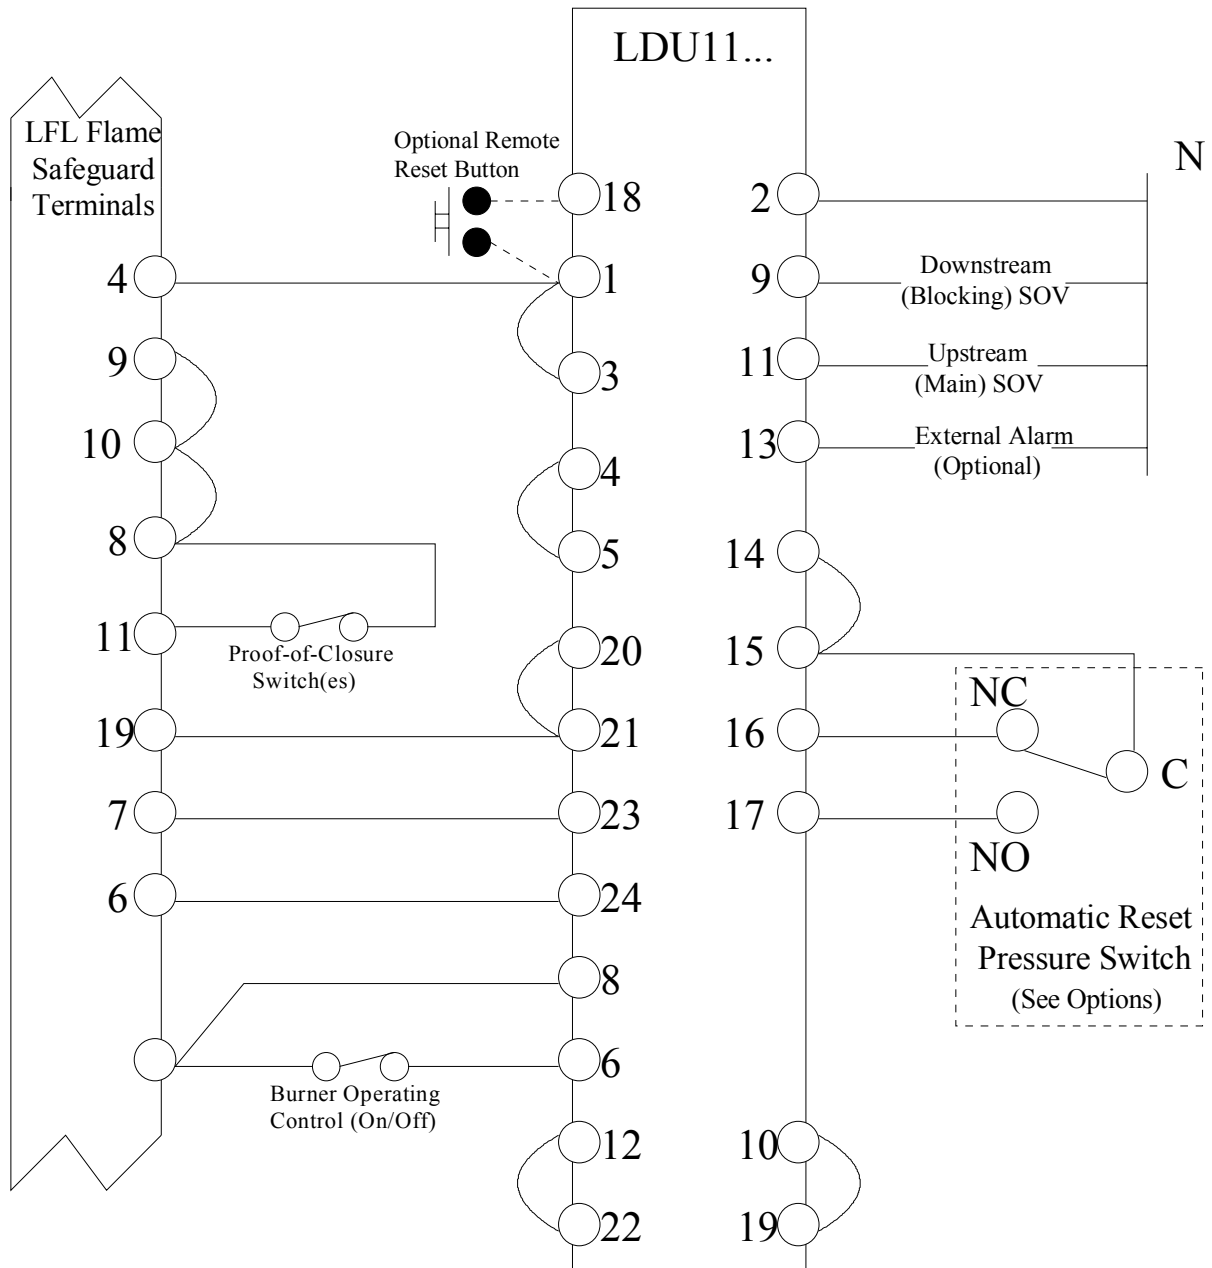 LDU11...
LFL Flame
Safeguard
Terminals
Optional Remote
Reset Button
N
18
2
4
1
9
Downstream
(Blocking) SOV
9
3
11
Upstream
(Main) SOV
10
4
13
External Alarm
(Optional)
8
5
14
11
Proof-of-Closure
Switch(es)
20
15
NC
19
21
16
C
7
23
17
NO
6
24
Automatic Reset
Pressure Switch
(See Options)
8
6
Burner Operating
Control (On/Off)
12
10
22
19